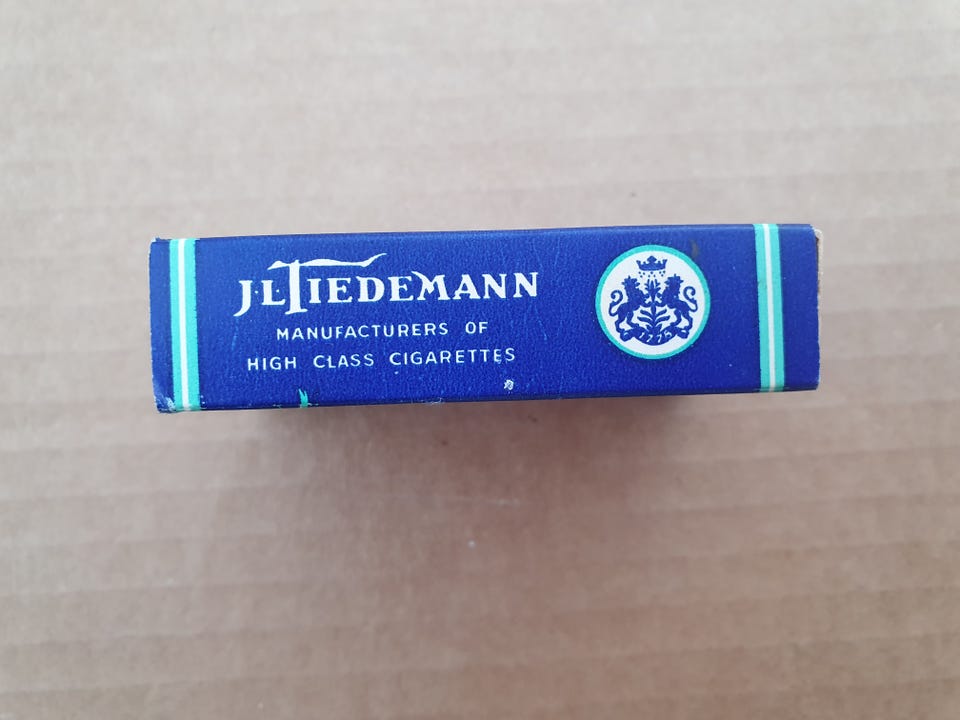 J·L TIEDEMANN
MANUFACTURERS OF
HIGH CLASS CIGARETTES